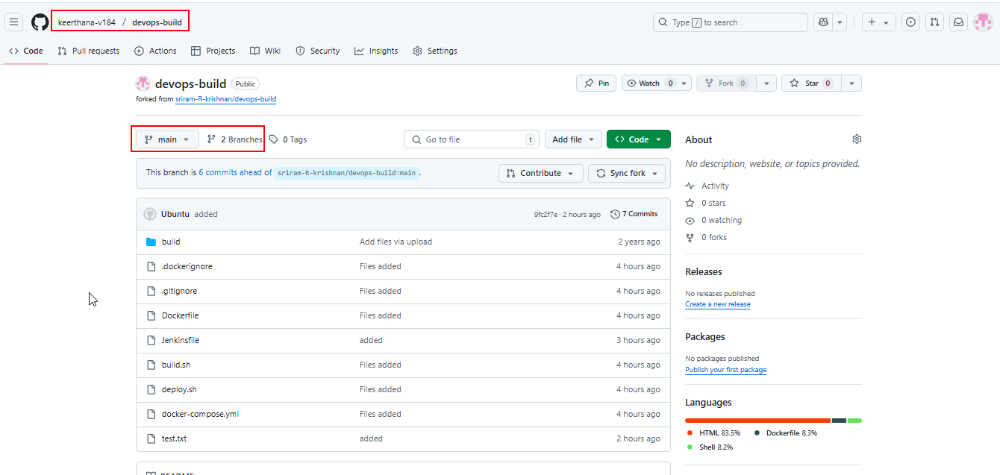 keerthana-v184 / devops-build
Type / to search
Code Pull requests Actions Projects Wiki Security Insights Settings
devops-build Public
forked from sriram-R-krishnan/devops-build
Pin Watch 0 Fork 0 Star 0
main 2 Branches 0 Tags
Go to file t
Add file Code
This branch is 6 commits ahead of sriram-R-krishnan/devops-build:main .
Contribute Sync fork
Ubuntu added 9fc2f7e · 2 hours ago 7 Commits
build Add files via upload 2 years ago
.dockerignore Files added 4 hours ago
.gitignore Files added 4 hours ago
Dockerfile Files added 4 hours ago
Jenkinsfile added 3 hours ago
build.sh Files added 4 hours ago
deploy.sh Files added 4 hours ago
docker-compose.yml Files added 4 hours ago
test.txt added 2 hours ago
README
About
No description, website, or topics provided.
Activity
0 stars
0 watching
0 forks
Releases
No releases published
Create a new release
Packages
No packages published
Publish your first package
Languages
HTML 83.5% Dockerfile 8.3%
Shell 8.2%